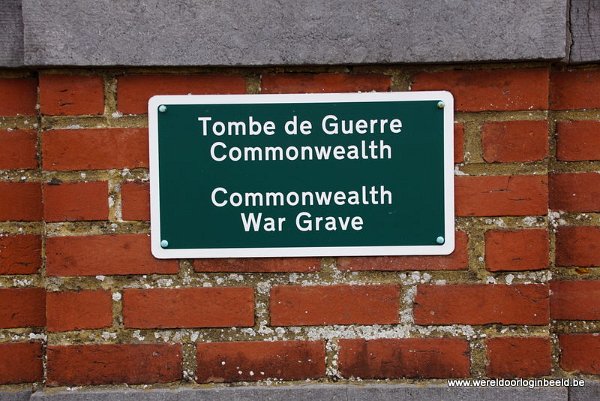 Tombe de Guerre
Commonwealth
Commonwealth
War Grave
www.wereldoorloginbeeld.be